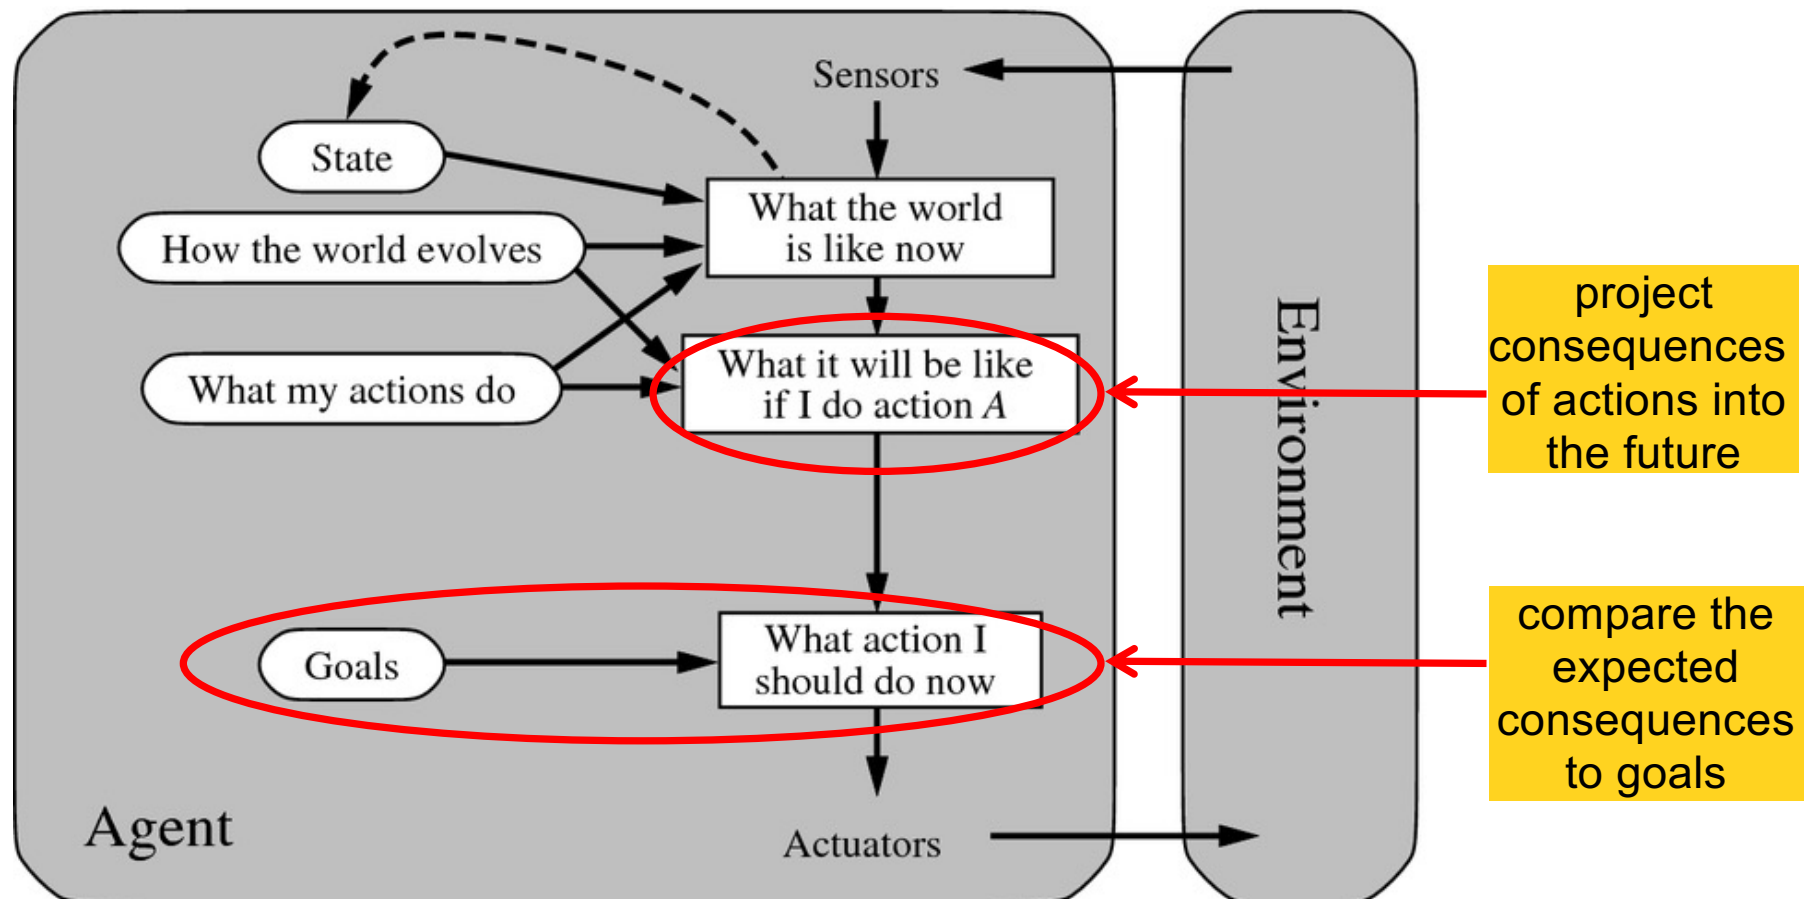 Sensors
State
What the world
is like now
How the world evolves
What it will be like
if I do action A
What my actions do
Goals
What action I
should do now
Agent
Actuators
Environment
project
consequences
of actions into
the future
compare the
expected
consequences
to goals